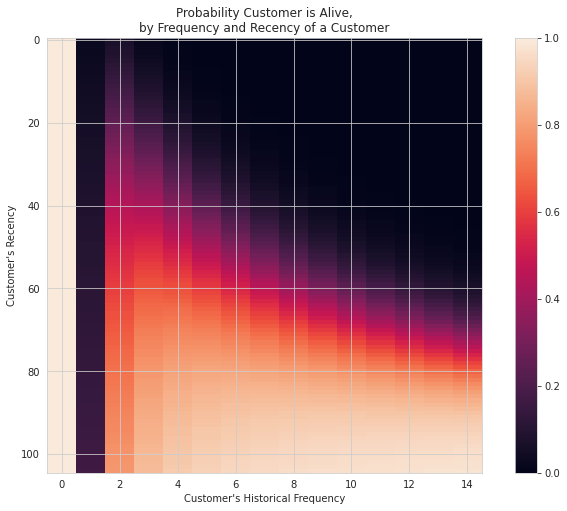 Probability Customer is Alive,
by Frequency and Recency of a Customer
0
20
40
60
80
100
Customer's Recency
0 2 4 6 8 10 12 14
Customer's Historical Frequency
1.0
0.8
0.6
0.4
0.2
0.0